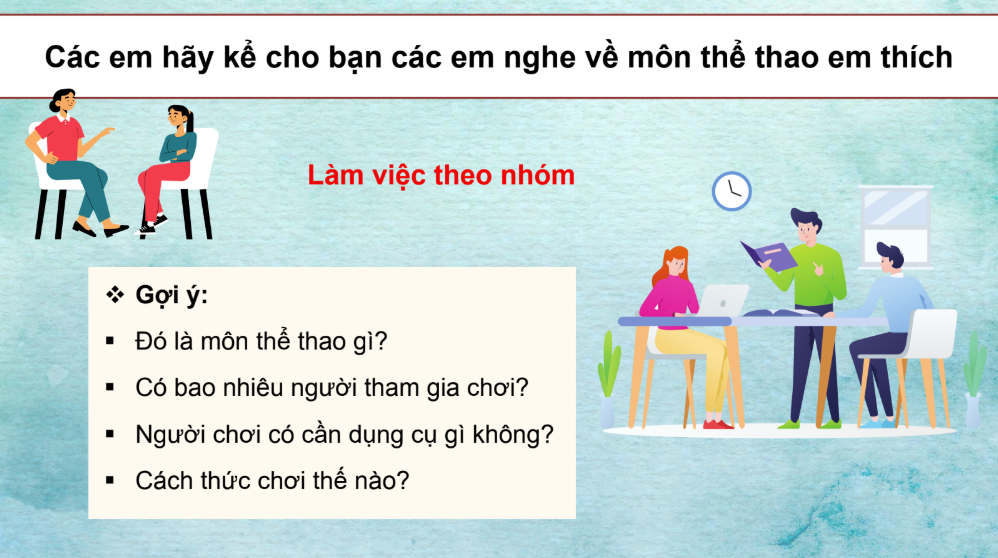 Các em hãy kể cho bạn các em nghe về môn thể thao em thích
Làm việc theo nhóm
❖ Gợi ý:
▪ Đó là môn thể thao gì?
▪ Có bao nhiêu người tham gia chơi?
▪ Người chơi có cần dụng cụ gì không?
▪ Cách thức chơi thế nào?